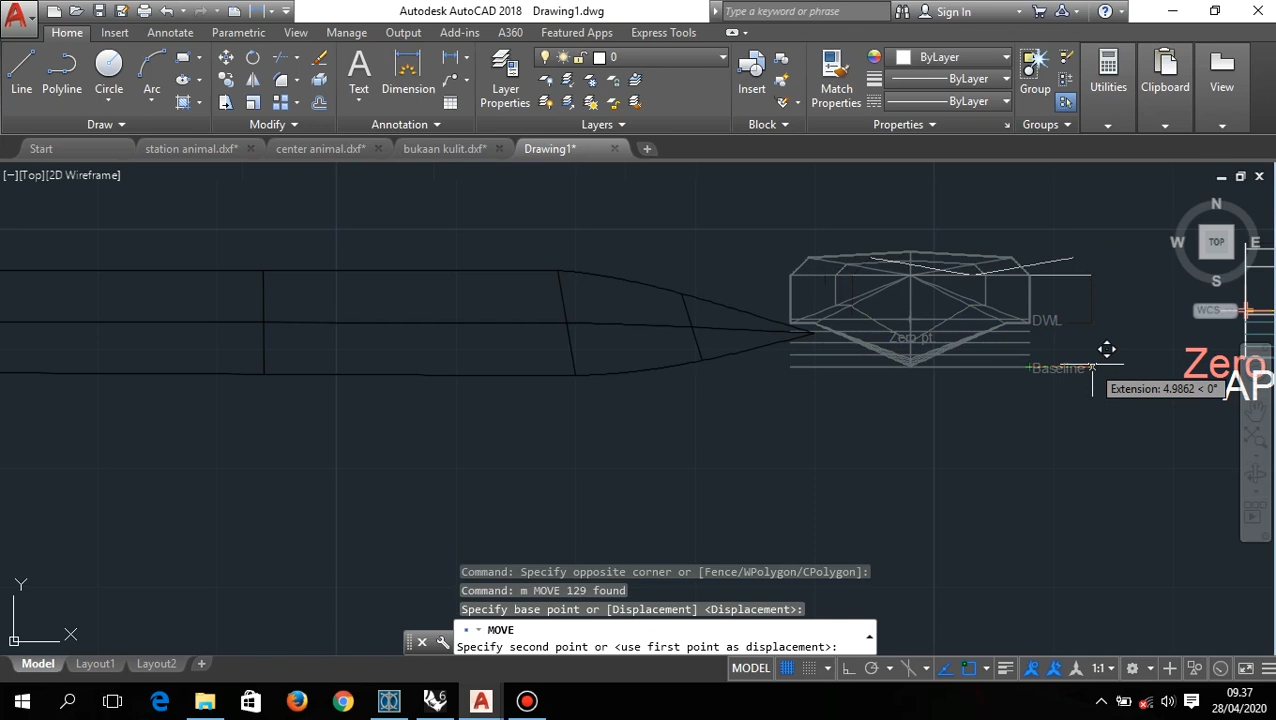 Autodesk AutoCAD 2018 Drawing1.dwg
Type a keyword or phrase
Sign In
Home Insert Annotate Parametric View Manage Output Add-ins A360 Featured Apps Express Tools
0
ByLayer
ByLayer
ByLayer
Line Polyline Circle Arc Text Dimension Layer Properties Insert Match Properties Group Utilities Clipboard View
Draw Modify Annotation Layers Block Properties Groups
Start station animal.dxf* center animal.dxf* bukaan kulit.dxf* Drawing1*
[−][Top][2D Wireframe]
N
W TOP E
S
WCS
DWL
Zero pt.
Baseline
Zero
AP
Extension: 4.9862 < 0°
Command: Specify opposite corner or [Fence/WPolygon/CPolygon]:
Command: m MOVE 129 found
Specify base point or [Displacement] <Displacement>:
MOVE
Specify second point or <use first point as displacement>:
Y
X
Model Layout1 Layout2 +
MODEL 1:1
09.37
28/04/2020